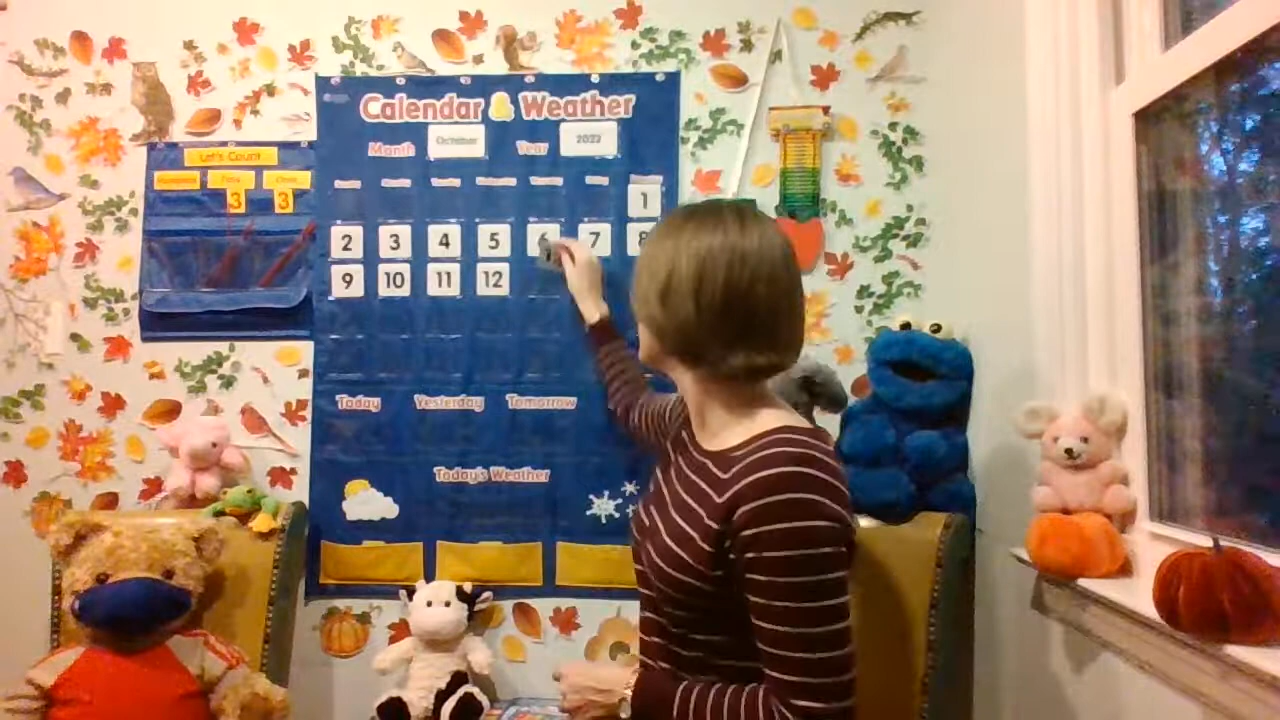 Calendar & Weather
Month October Year 2022
Let's Count
3 3
1
2 3 4 5 6 7 8
9 10 11 12
Today Yesterday Tomorrow
Today's Weather